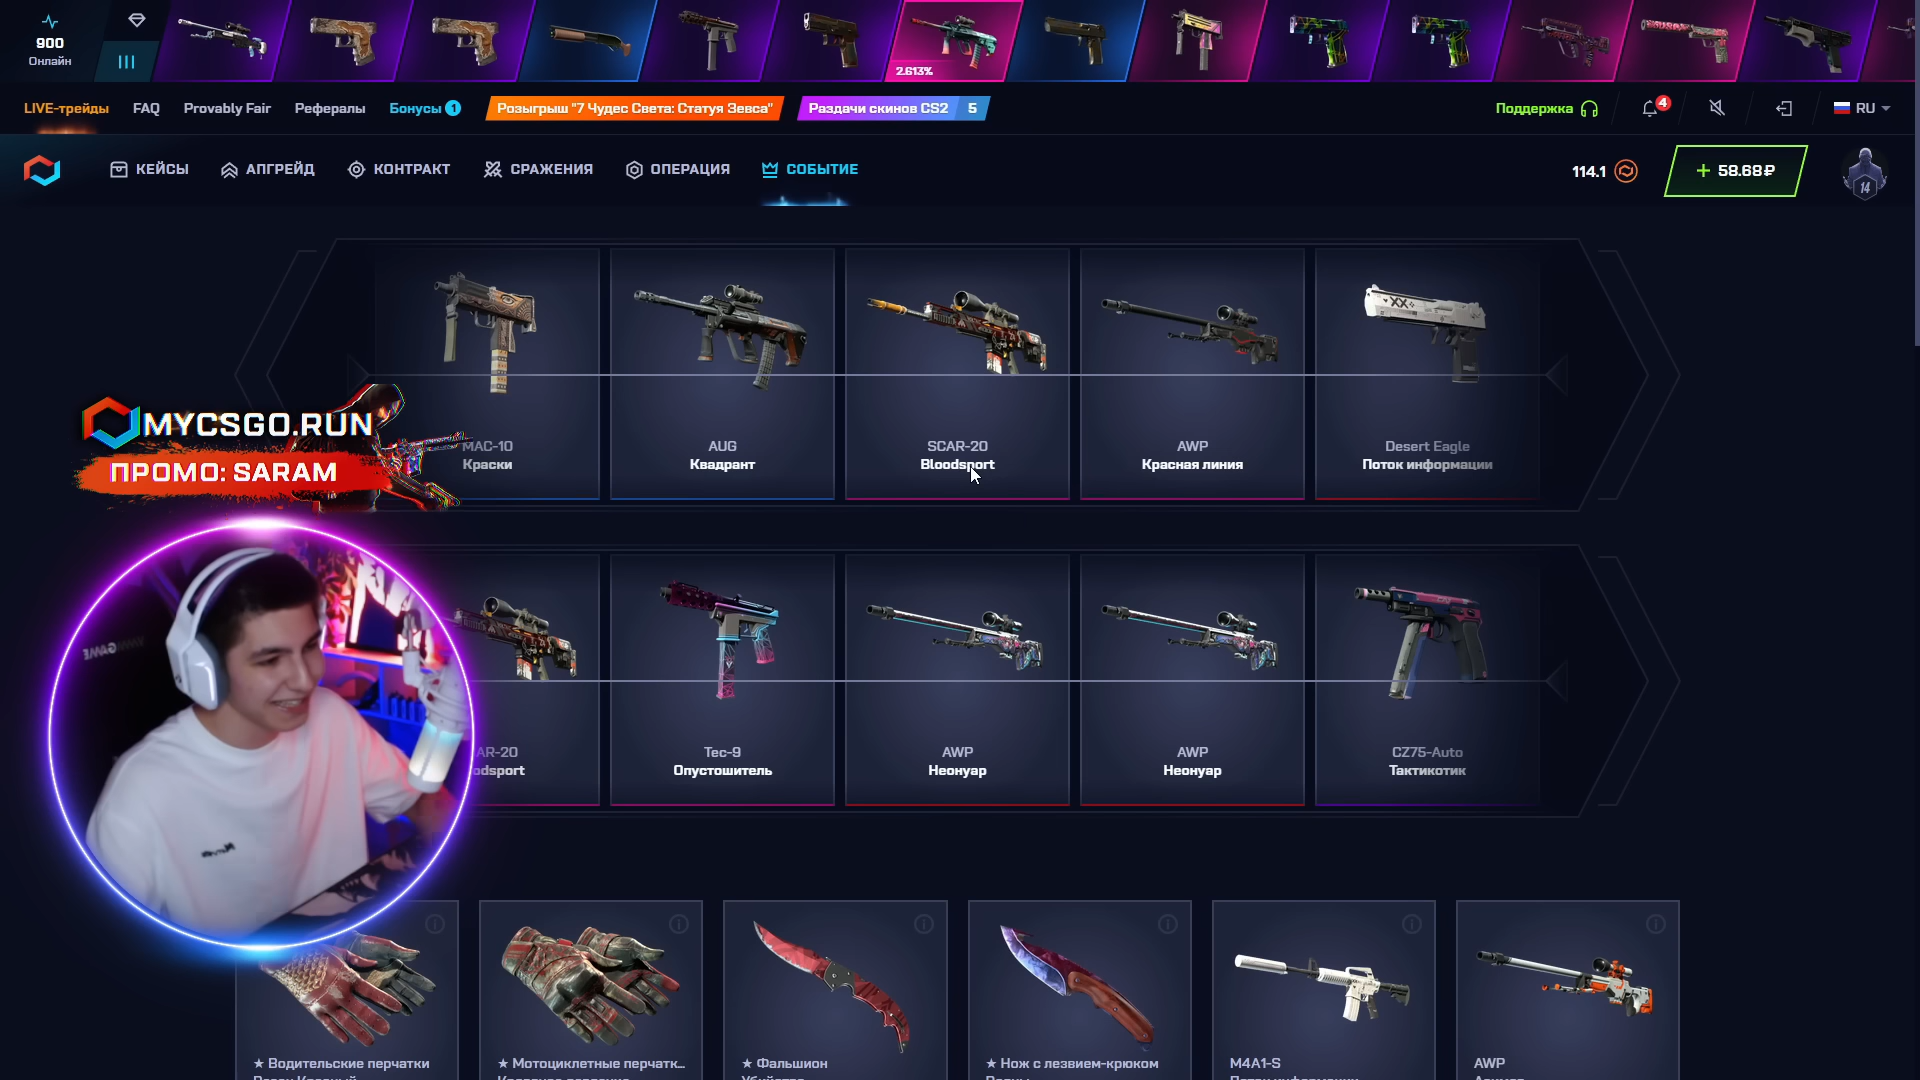 900
Онлайн
2.613%
LIVE-трейды
FAQ
Provably Fair
Рефералы
Бонусы 1
Розыгрыш "7 Чудес Света: Статуя Зевса"
Раздачи скинов CS2 5
Поддержка
4
RU
КЕЙСЫ
АПГРЕЙД
КОНТРАКТ
СРАЖЕНИЯ
ОПЕРАЦИЯ
СОБЫТИЕ
114.1
+ 58.68₽
14
MAC-10
Краски
AUG
Квадрант
SCAR-20
Bloodsport
AWP
Красная линия
Desert Eagle
Поток информации
MYCSGO.RUN
ПРОМО: SARAM
AR-20
odsport
Tec-9
Опустошитель
AWP
Неонуар
AWP
Неонуар
CZ75-Auto
Тактикотик
★ Водительские перчатки
★ Мотоциклетные перчатк...
★ Фальшион
★ Нож с лезвием-крюком
M4A1-S
AWP